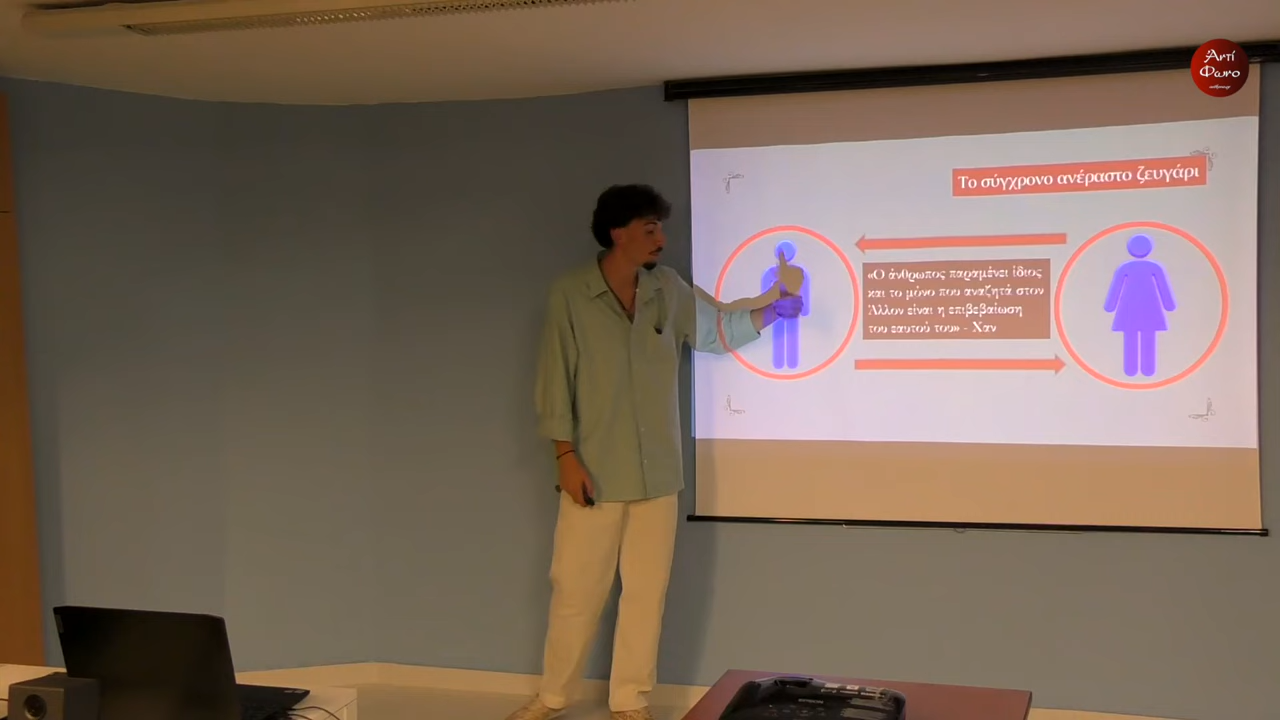 Ἀντί
Φωνο
Το σύγχρονο ανέραστο ζευγάρι
«Ο άνθρωπος παραμένει ίδιος
και το μόνο που αναζητά στον
Άλλον είναι η επιβεβαίωση
του εαυτού του» - Χαν